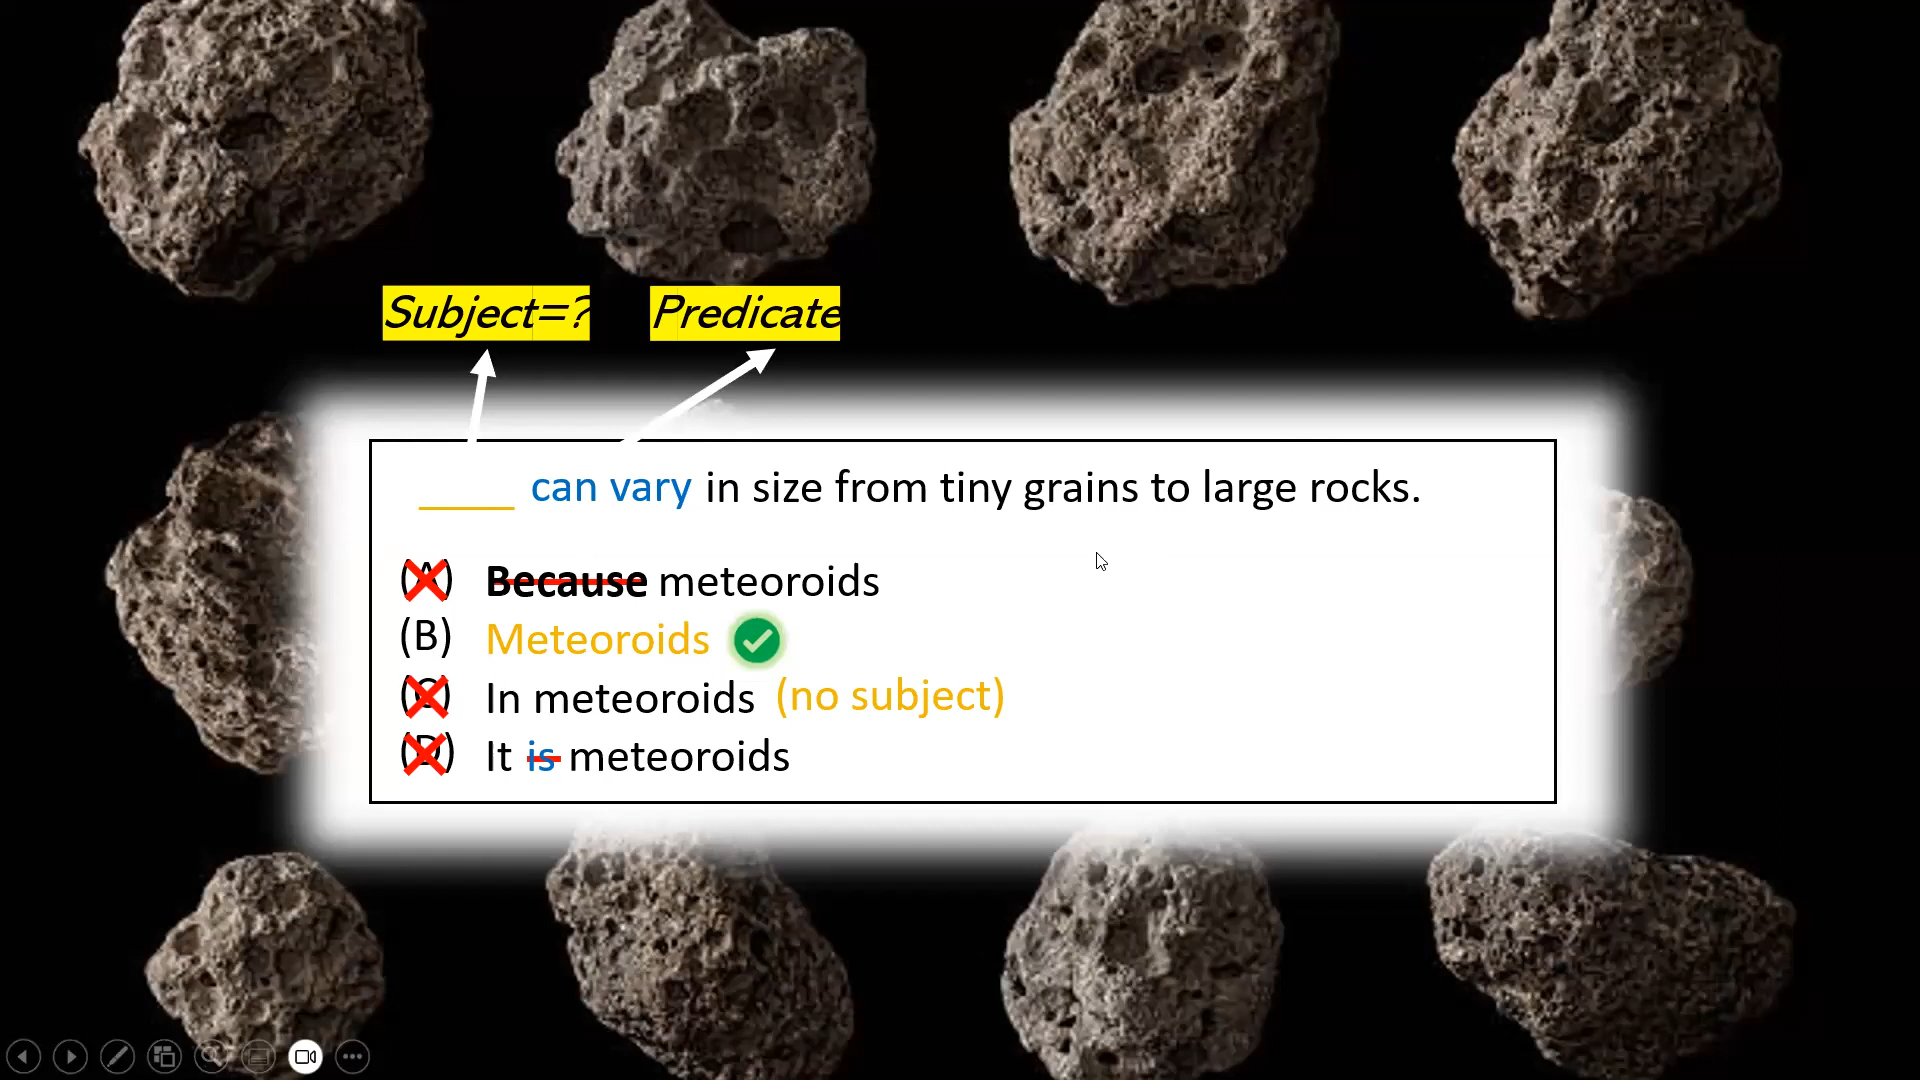 Subject=? Predicate
____ can vary in size from tiny grains to large rocks.
(A) Because meteoroids
(B) Meteoroids
(C) In meteoroids (no subject)
(D) It is meteoroids